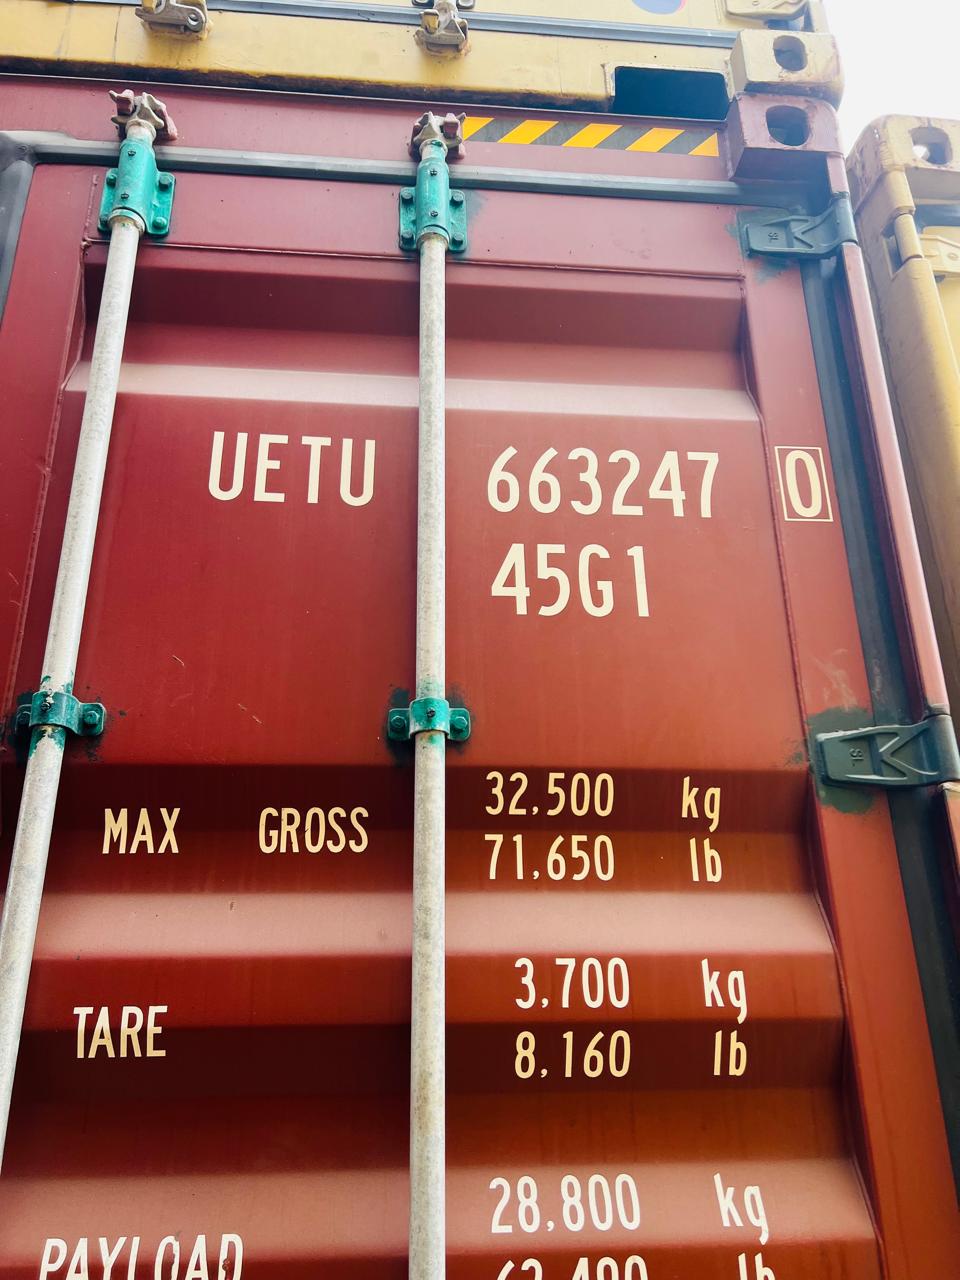 UETU 663247 0
45G1
MAX GROSS 32,500 kg
71,650 lb
TARE 3,700 kg
8,160 lb
PAYLOAD 28,800 kg
lb